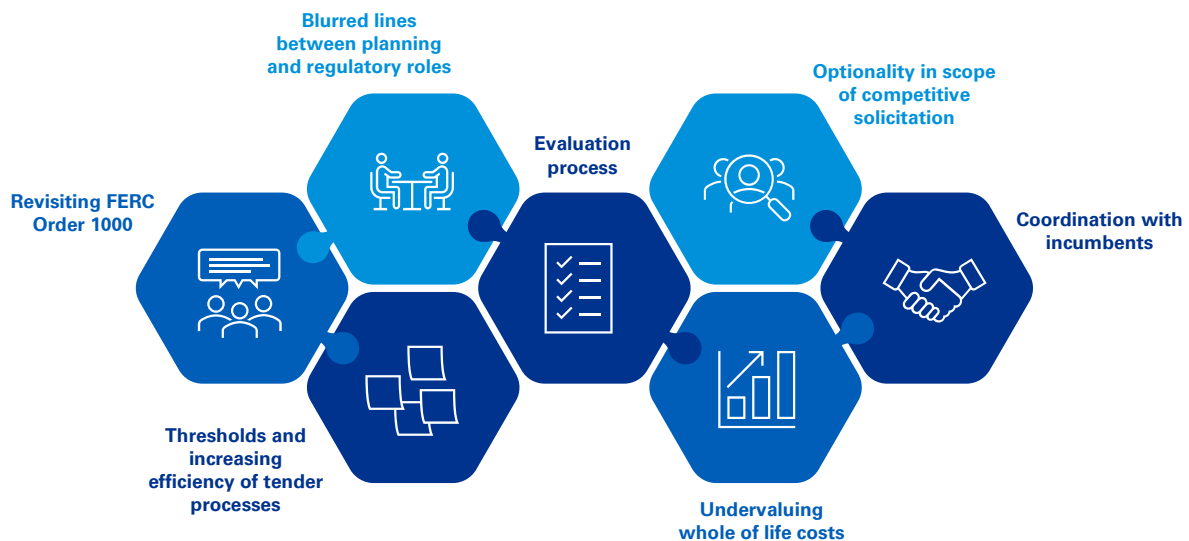 Blurred lines
between planning
and regulatory roles
Optionality in scope
of competitive
solicitation
Evaluation
process
Revisiting FERC
Order 1000
Coordination with
incumbents
Thresholds and
increasing
efficiency of tender
processes
Undervaluing
whole of life costs